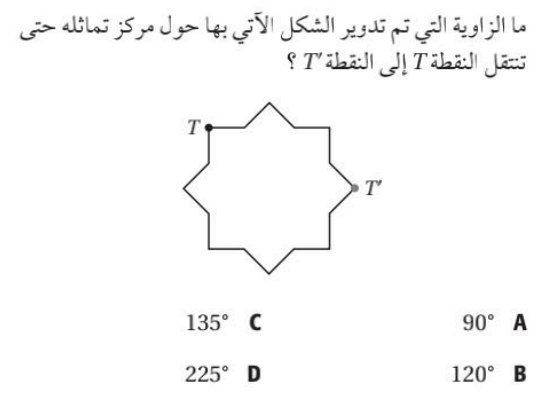 ما الزاوية التي تم تدوير الشكل الآتي بها حول مركز تماثله حتى
تنتقل النقطة T إلى النقطة T′ ؟
T
T′
90° A
135° C
120° B
225° D